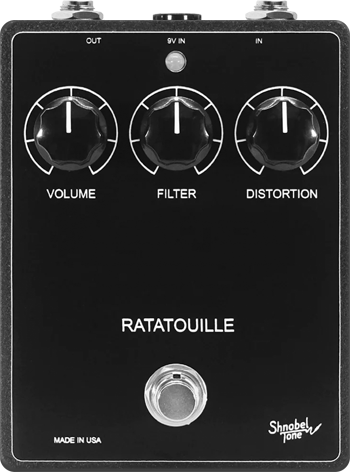 OUT 9V IN IN
VOLUME FILTER DISTORTION
RATATOUILLE
Shnobel
Tone
MADE IN USA